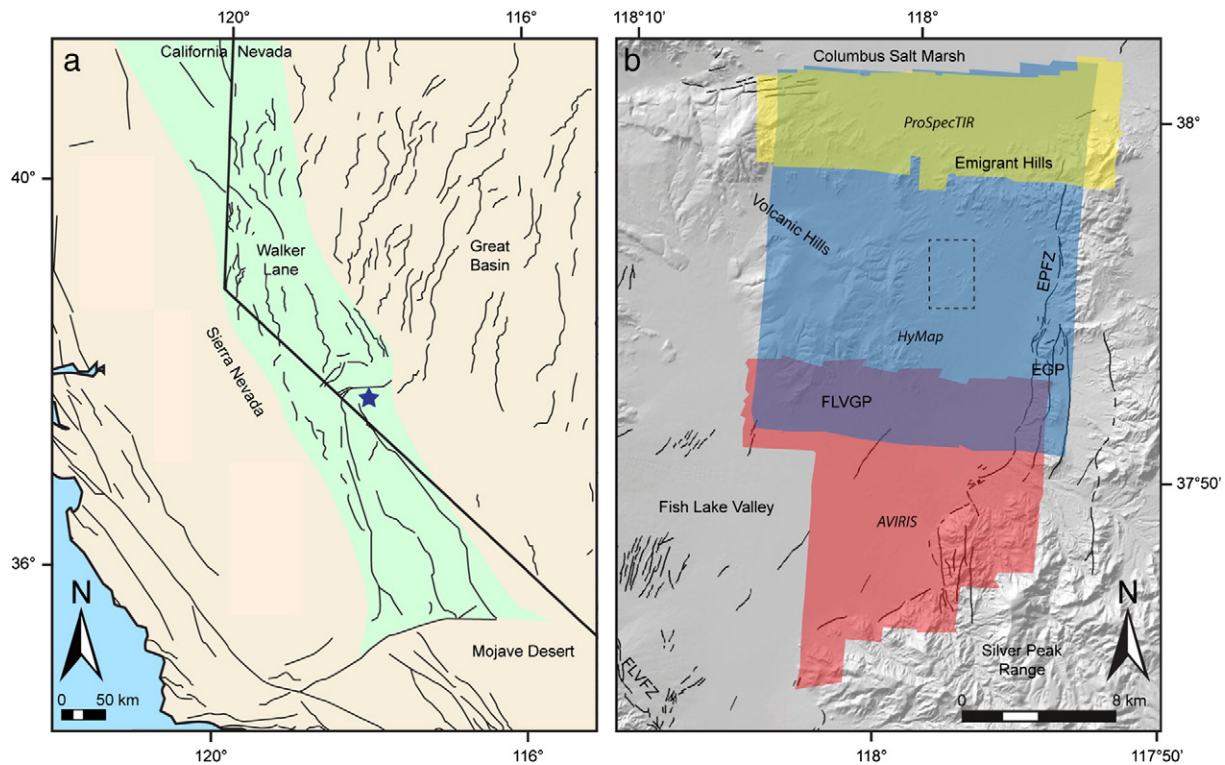 120°
116°
118°10'
118°
a
California
Nevada
b
Columbus Salt Marsh
ProSpecTIR
38°
Emigrant Hills
40°
Walker
Lane
Great
Basin
Volcanic Hills
EPFZ
HyMap
Sierra Nevada
EGP
FLVGP
37°50'
Fish Lake Valley
AVIRIS
36°
N
Mojave Desert
0
50 km
FLVFZ
Silver Peak
Range
N
0
8 km
120°
116°
118°
117°50'